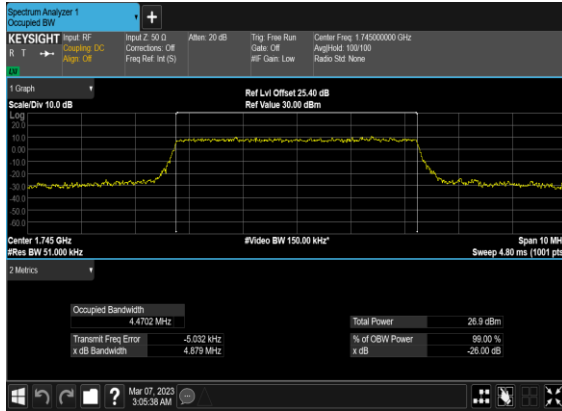 Spectrum Analyzer 1
Occupied BW
+
KEYSIGHT Input: RF Input Z: 50 Ω Atten: 20 dB Trig: Free Run Center Freq: 1.745000000 GHz
R T Coupling: DC Corrections: Off Gate: Off Avg|Hold: 100/100
Align: Off Freq Ref: Int (S) #IF Gain: Low Radio Std: None
LU
1 Graph Ref Lvl Offset 25.40 dB
Scale/Div 10.0 dB Ref Value 30.00 dBm
Log
20.0
10.0
0.00
-10.0
-20.0
-30.0
-40.0
-50.0
-60.0
Center 1.745 GHz #Video BW 150.00 kHz* Span 10 MH
#Res BW 51.000 kHz Sweep 4.80 ms (1001 pts
2 Metrics
Occupied Bandwidth
4.4702 MHz Total Power 26.9 dBm
Transmit Freq Error -5.032 kHz % of OBW Power 99.00 %
x dB Bandwidth 4.879 MHz x dB -26.00 dB
? Mar 07, 2023
3:05:38 AM